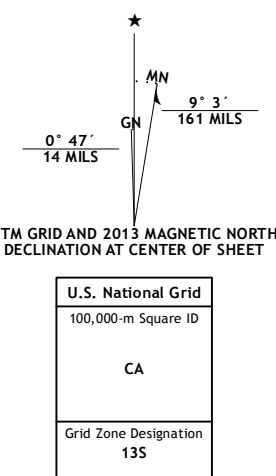 ★
MN
GN
9° 3´
161 MILS
0° 47´
14 MILS
TM GRID AND 2013 MAGNETIC NORTH
DECLINATION AT CENTER OF SHEET
U.S. National Grid
100,000-m Square ID
CA
Grid Zone Designation
13S